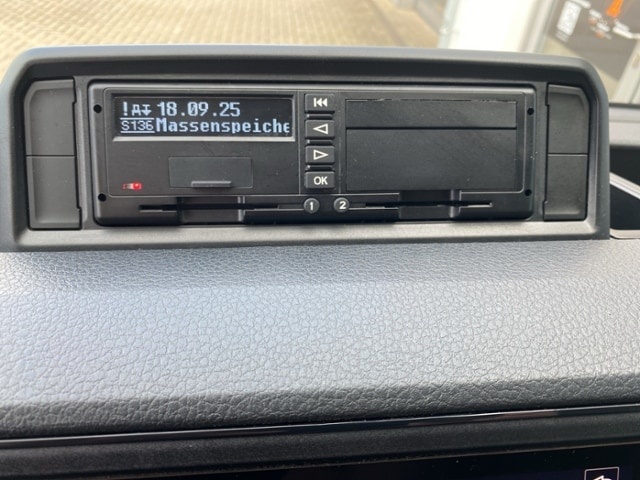 !A 18.09.25
S136 Massenspeiche
OK
1 2